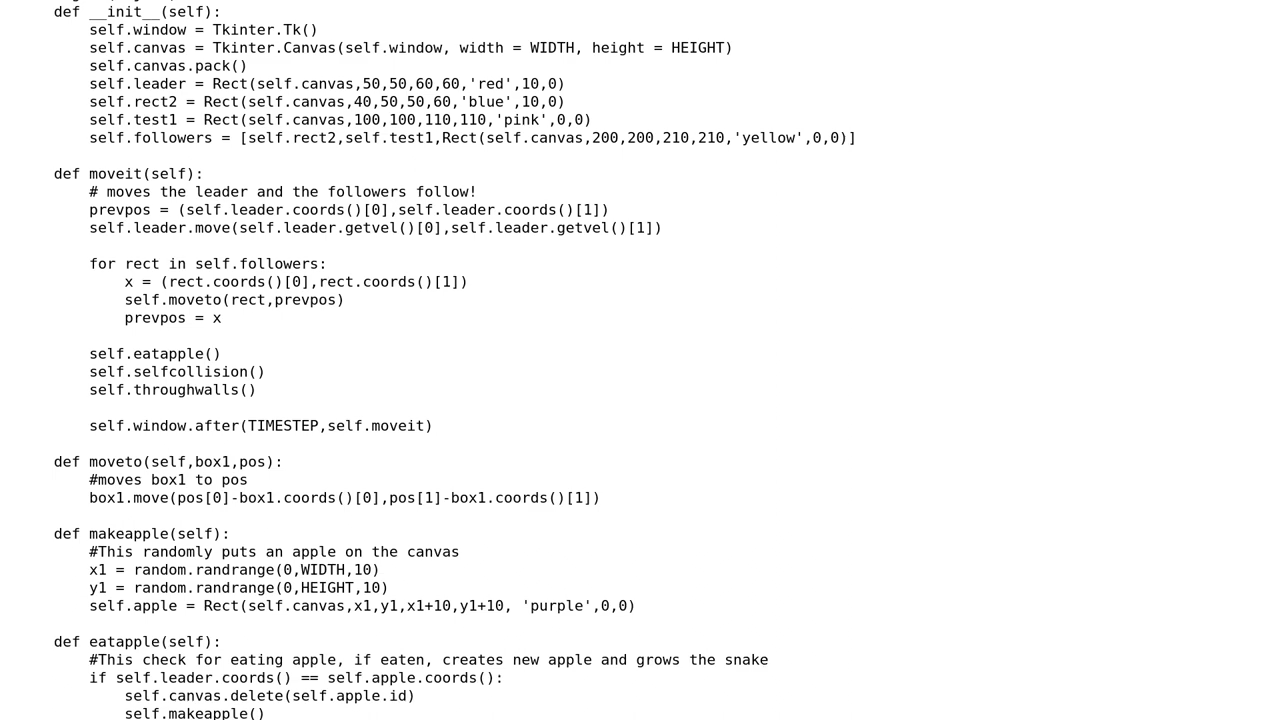 def __init__(self):
self.window = Tkinter.Tk()
self.canvas = Tkinter.Canvas(self.window, width = WIDTH, height = HEIGHT)
self.canvas.pack()
self.leader = Rect(self.canvas,50,50,60,60,'red',10,0)
self.rect2 = Rect(self.canvas,40,50,50,60,'blue',10,0)
self.test1 = Rect(self.canvas,100,100,110,110,'pink',0,0)
self.followers = [self.rect2,self.test1,Rect(self.canvas,200,200,210,210,'yellow',0,0)]
def moveit(self):
# moves the leader and the followers follow!
prevpos = (self.leader.coords()[0],self.leader.coords()[1])
self.leader.move(self.leader.getvel()[0],self.leader.getvel()[1])
for rect in self.followers:
x = (rect.coords()[0],rect.coords()[1])
self.moveto(rect,prevpos)
prevpos = x
self.eatapple()
self.selfcollision()
self.throughwalls()
self.window.after(TIMESTEP,self.moveit)
def moveto(self,box1,pos):
#moves box1 to pos
box1.move(pos[0]-box1.coords()[0],pos[1]-box1.coords()[1])
def makeapple(self):
#This randomly puts an apple on the canvas
x1 = random.randrange(0,WIDTH,10)
y1 = random.randrange(0,HEIGHT,10)
self.apple = Rect(self.canvas,x1,y1,x1+10,y1+10, 'purple',0,0)
def eatapple(self):
#This check for eating apple, if eaten, creates new apple and grows the snake
if self.leader.coords() == self.apple.coords():
self.canvas.delete(self.apple.id)
self.makeapple()